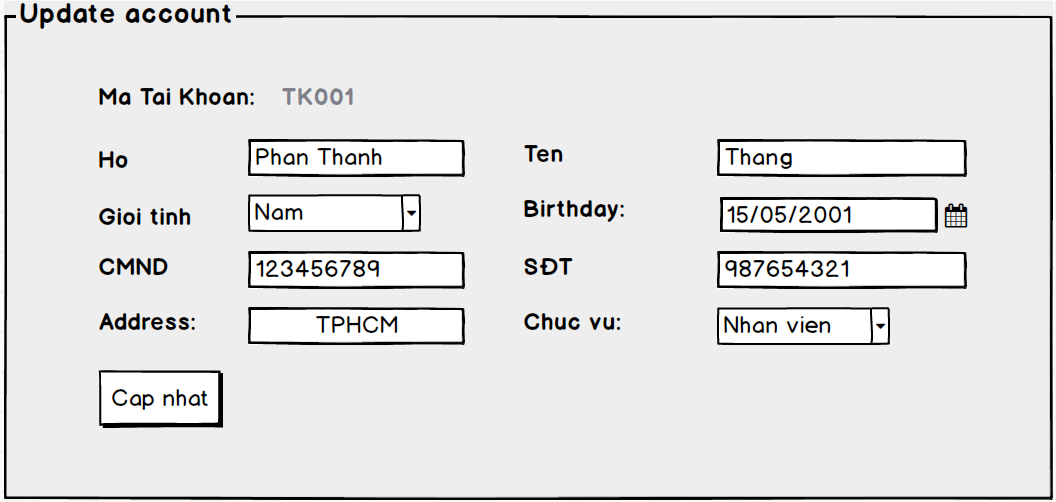 Update account
Ma Tai Khoan: TK001
Ho Phan Thanh Ten Thang
Gioi tinh Nam Birthday: 15/05/2001
CMND 123456789 SĐT 987654321
Address: TPHCM Chuc vu: Nhan vien
Cap nhat